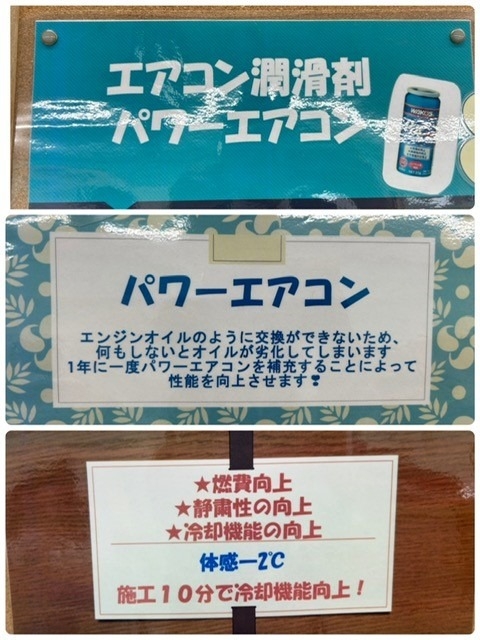 エアコン潤滑剤
パワーエアコン
パワーエアコン
エンジンオイルのように交換ができないため、
何もしないとオイルが劣化してしまいます
1年に一度パワーエアコンを補充することによって
性能を向上させます❣
★燃費向上
★静粛性の向上
★冷却機能の向上
体感ー2℃
施工10分で冷却機能向上!